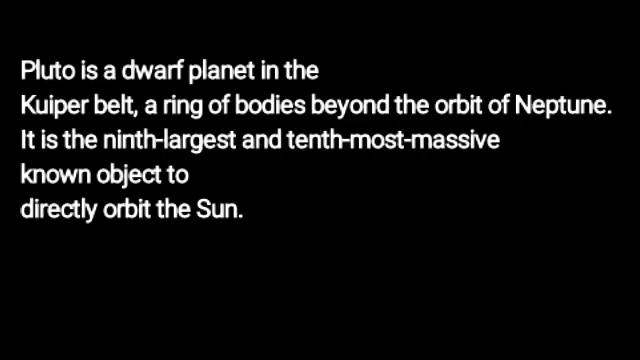 Pluto is a dwarf planet in the
Kuiper belt, a ring of bodies beyond the orbit of Neptune.
It is the ninth-largest and tenth-most-massive
known object to
directly orbit the Sun.